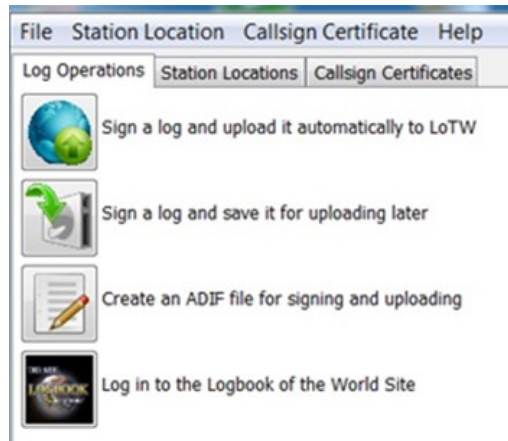 File Station Location Callsign Certificate Help
Log Operations Station Locations Callsign Certificates
Sign a log and upload it automatically to LoTW
Sign a log and save it for uploading later
Create an ADIF file for signing and uploading
LOGBOOK
Log in to the Logbook of the World Site